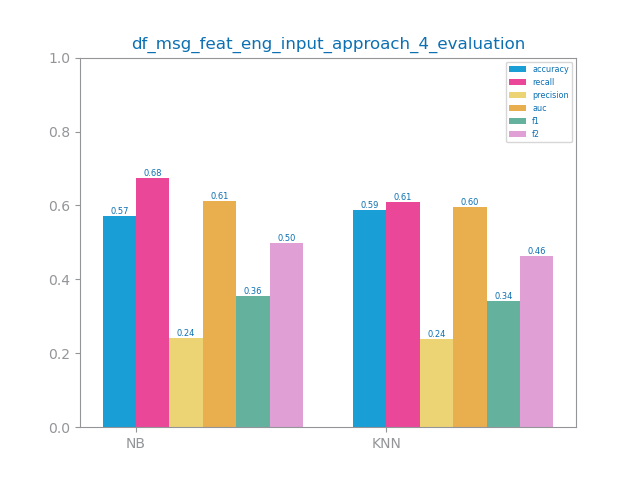 df_msg_feat_eng_input_approach_4_evaluation
1.0
0.8
0.6
0.4
0.2
0.0
accuracy
recall
precision
auc
f1
f2
0.57
0.68
0.24
0.61
0.36
0.50
0.59
0.61
0.24
0.60
0.34
0.46
NB
KNN